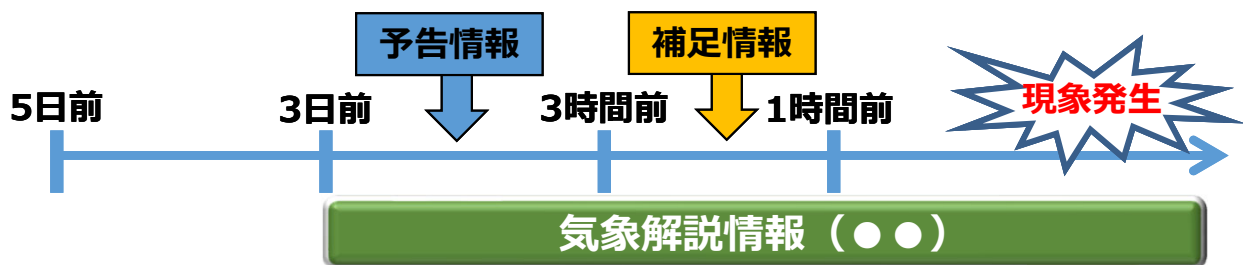 予告情報
補足情報
5日前
3日前
3時間前
1時間前
現象発生
気象解説情報（●●）